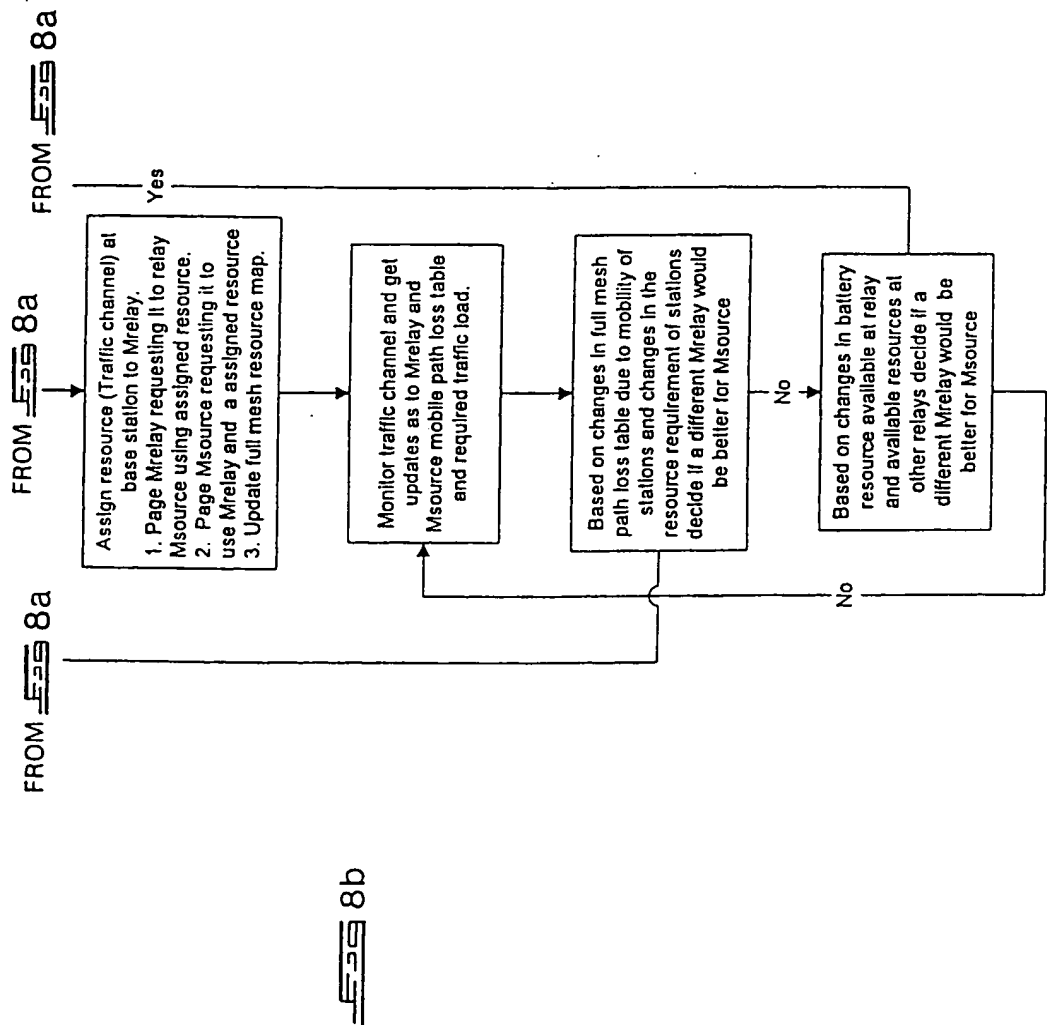 FROM Fig 8a
FROM Fig 8a
FROM Fig 8a
Assign resource (Traffic channel) at
base station to Mrelay.
1. Page Mrelay requesting it to relay
Msource using assigned resource.
2. Page Msource requesting it to
use Mrelay and a assigned resource
3. Update full mesh resource map.
Yes
Monitor traffic channel and get
updates as to Mrelay and
Msource mobile path loss table
and required traffic load.
Based on changes in full mesh
path loss table due to mobility of
stations and changes in the
resource requirement of stations
decide if a different Mrelay would
be better for Msource
No
Based on changes in battery
resource available at relay
and available resources at
other relays decide if a
different Mrelay would be
better for Msource
No
Fig 8b